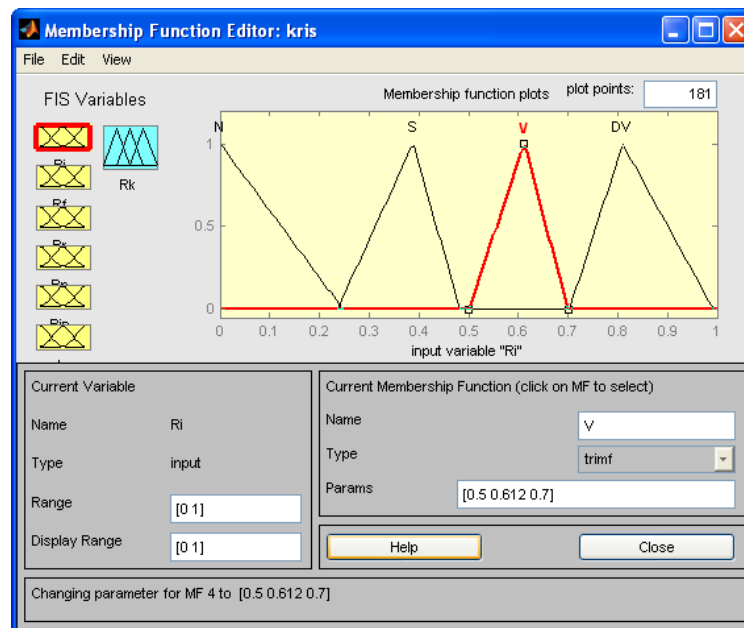 Membership Function Editor: kris
File Edit View
FIS Variables
Membership function plots
plot points:
181
Ri
Rk
Rf
N
S
V
DV
1
0.5
0
0 0.1 0.2 0.3 0.4 0.5 0.6 0.7 0.8 0.9 1
input variable "Ri"
Current Variable
Name Ri
Type input
Range [0 1]
Display Range [0 1]
Current Membership Function (click on MF to select)
Name V
Type trimf
Params [0.5 0.612 0.7]
Help
Close
Changing parameter for MF 4 to [0.5 0.612 0.7]